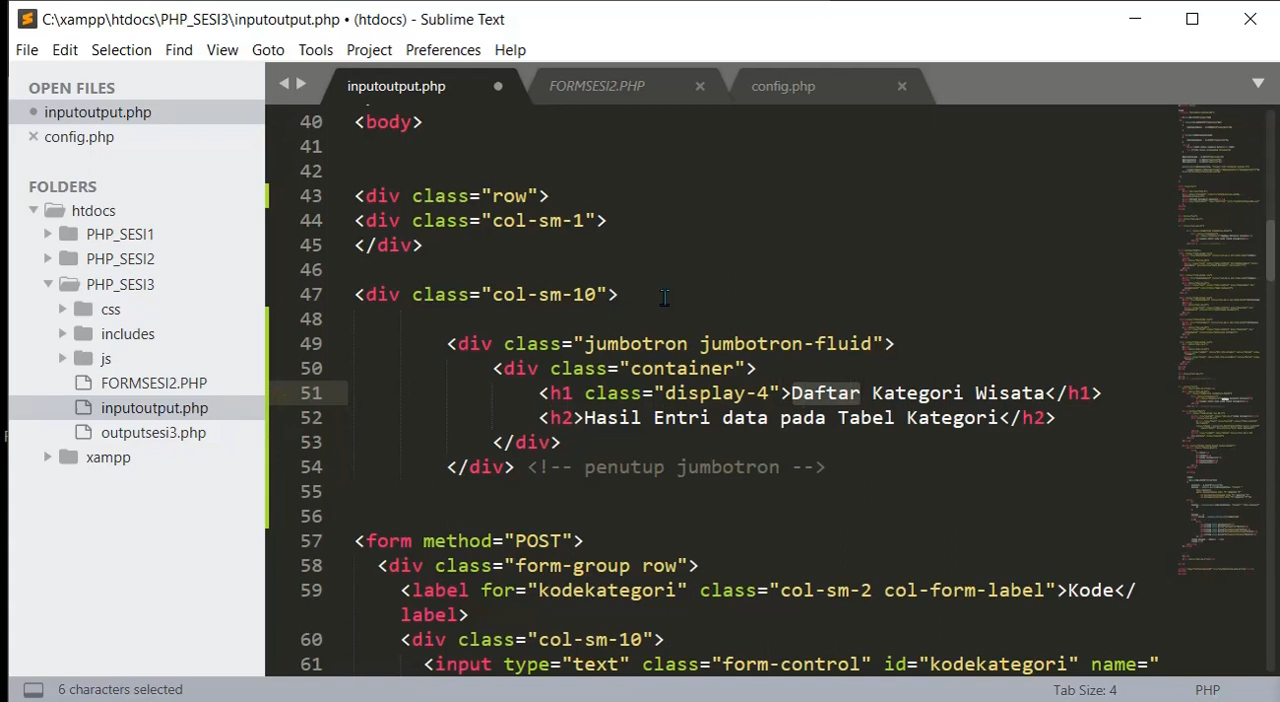 C:\xampp\htdocs\PHP_SESI3\inputoutput.php • (htdocs) - Sublime Text
File Edit Selection Find View Goto Tools Project Preferences Help
OPEN FILES
inputoutput.php
config.php
FOLDERS
htdocs
PHP_SESI1
PHP_SESI2
PHP_SESI3
css
includes
js
FORMSESI2.PHP
inputoutput.php
outputsesi3.php
xampp
inputoutput.php FORMSESI2.PHP config.php
40 <body>
41
42
43 <div class="row">
44 <div class="col-sm-1">
45 </div>
46
47 <div class="col-sm-10">
48
49 <div class="jumbotron jumbotron-fluid">
50 <div class="container">
51 <h1 class="display-4">Daftar Kategori Wisata</h1>
52 <h2>Hasil Entri data pada Tabel Kategori</h2>
53 </div>
54 </div> <!-- penutup jumbotron -->
55
56
57 <form method="POST">
58 <div class="form-group row">
59 <label for="kodekategori" class="col-sm-2 col-form-label">Kode</
label>
60 <div class="col-sm-10">
61 <input type="text" class="form-control" id="kodekategori" name="
6 characters selected
Tab Size: 4
PHP